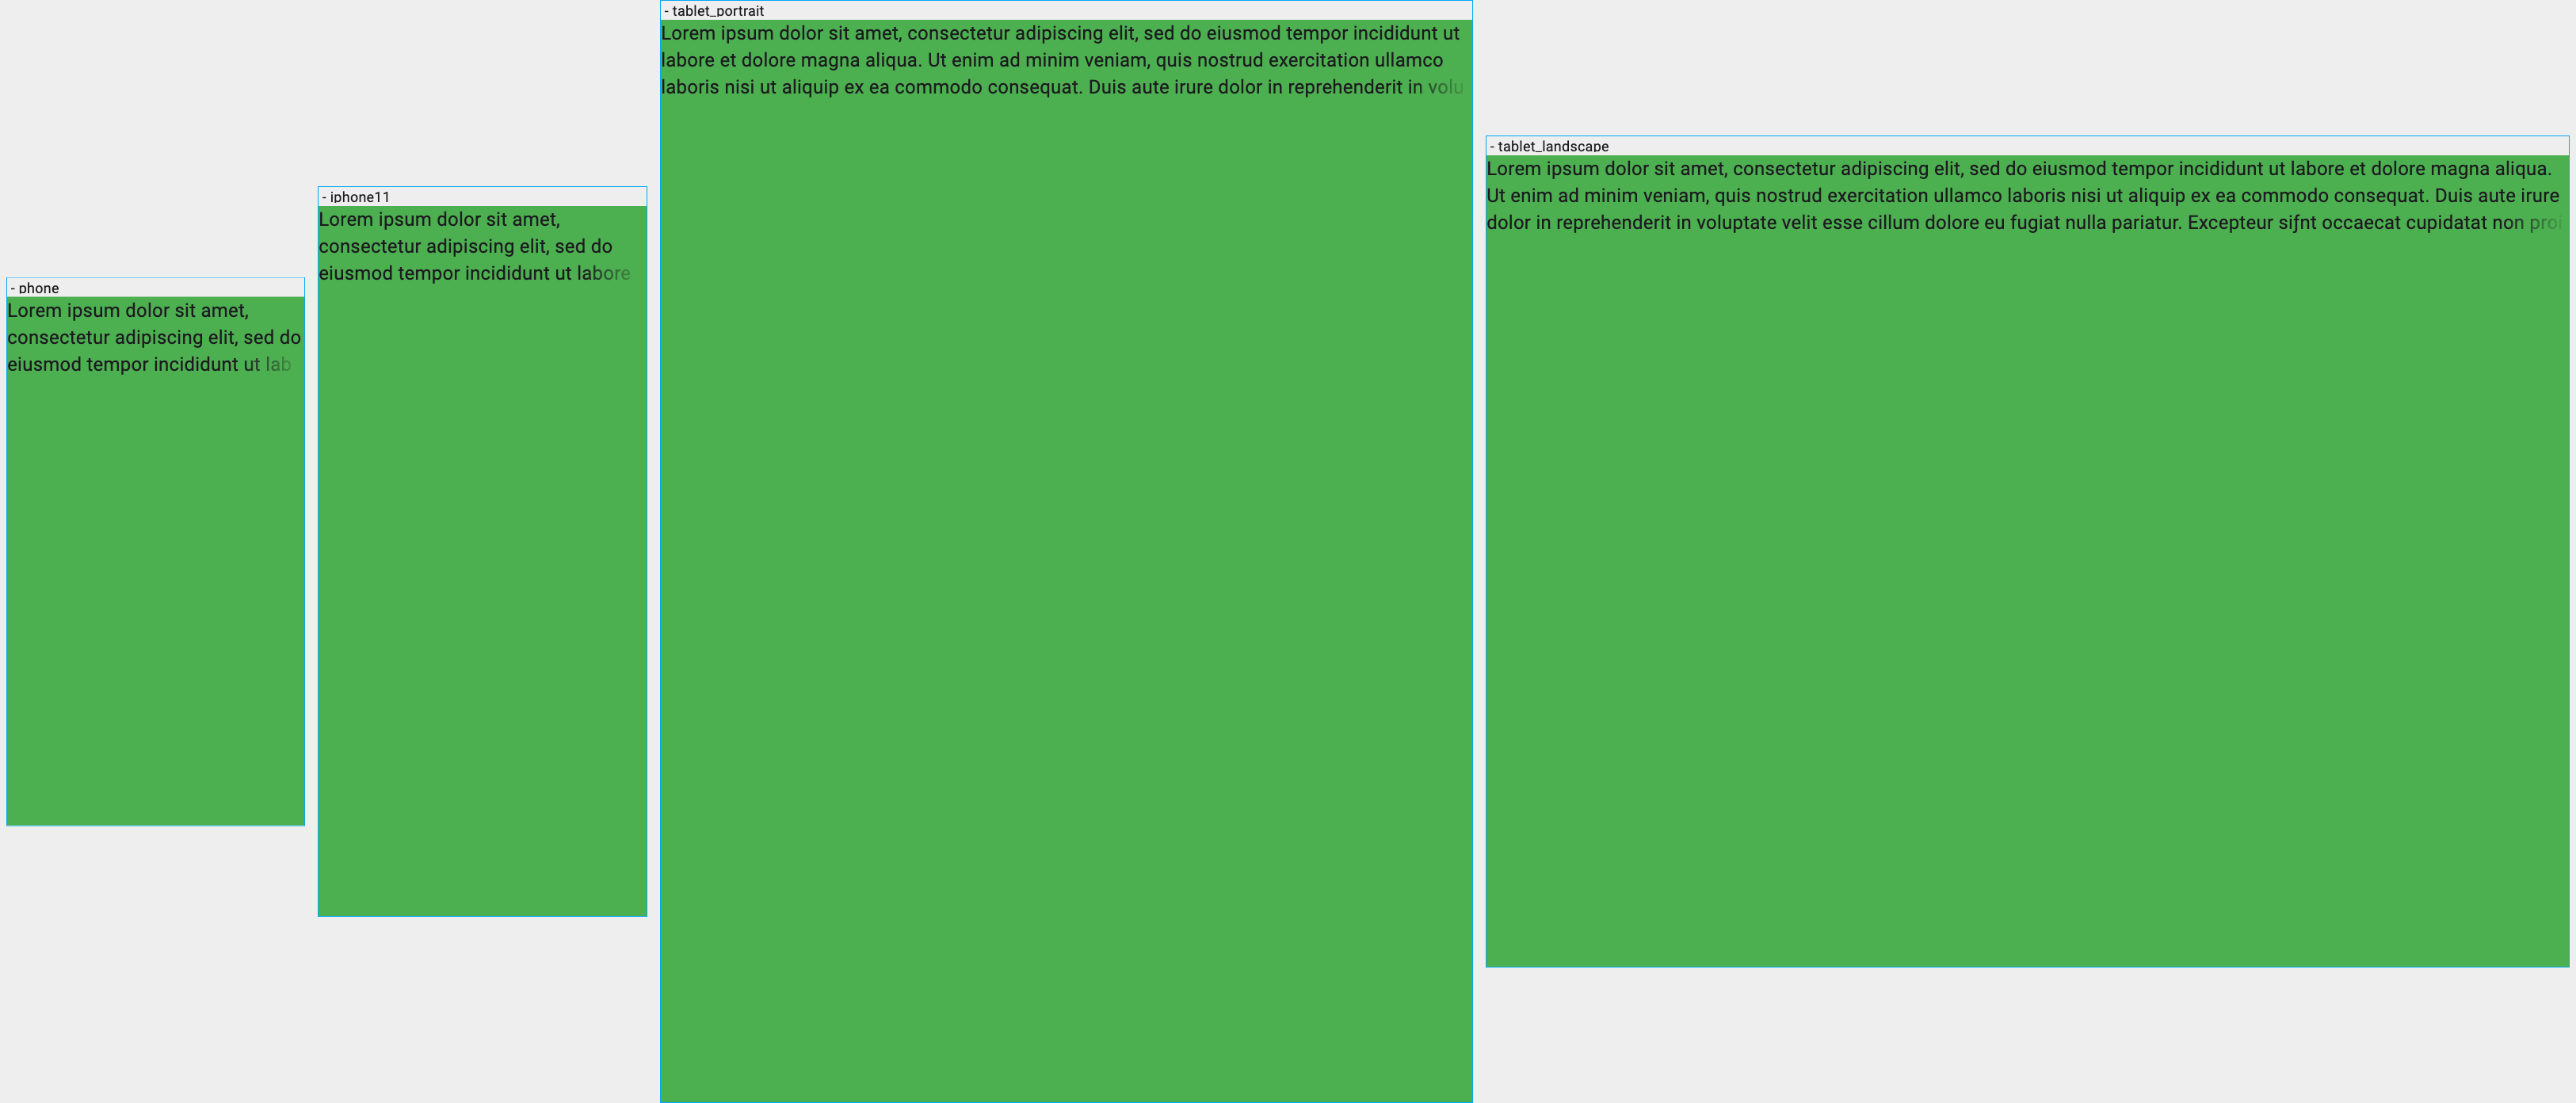 - phone
Lorem ipsum dolor sit amet,
consectetur adipiscing elit, sed do
eiusmod tempor incididunt ut lab
- iphone11
Lorem ipsum dolor sit amet,
consectetur adipiscing elit, sed do
eiusmod tempor incididunt ut labore
- tablet_portrait
Lorem ipsum dolor sit amet, consectetur adipiscing elit, sed do eiusmod tempor incididunt ut
labore et dolore magna aliqua. Ut enim ad minim veniam, quis nostrud exercitation ullamco
laboris nisi ut aliquip ex ea commodo consequat. Duis aute irure dolor in reprehenderit in volu
- tablet_landscape
Lorem ipsum dolor sit amet, consectetur adipiscing elit, sed do eiusmod tempor incididunt ut labore et dolore magna aliqua.
Ut enim ad minim veniam, quis nostrud exercitation ullamco laboris nisi ut aliquip ex ea commodo consequat. Duis aute irure
dolor in reprehenderit in voluptate velit esse cillum dolore eu fugiat nulla pariatur. Excepteur siƒnt occaecat cupidatat non pro